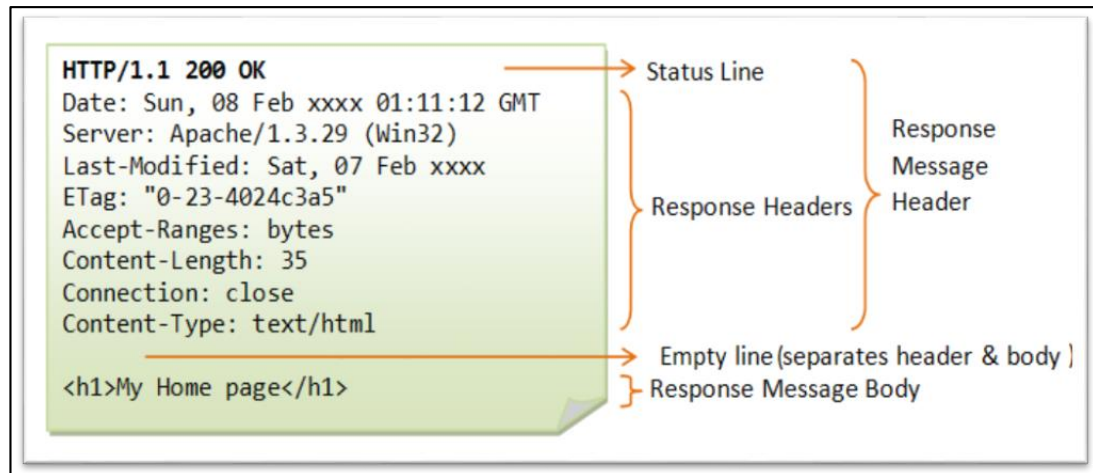 HTTP/1.1 200 OK
Date: Sun, 08 Feb xxxx 01:11:12 GMT
Server: Apache/1.3.29 (Win32)
Last-Modified: Sat, 07 Feb xxxx
ETag: "0-23-4024c3a5"
Accept-Ranges: bytes
Content-Length: 35
Connection: close
Content-Type: text/html
<h1>My Home page</h1>
Status Line
Response Headers
Response
Message
Header
Empty line (separates header & body )
Response Message Body